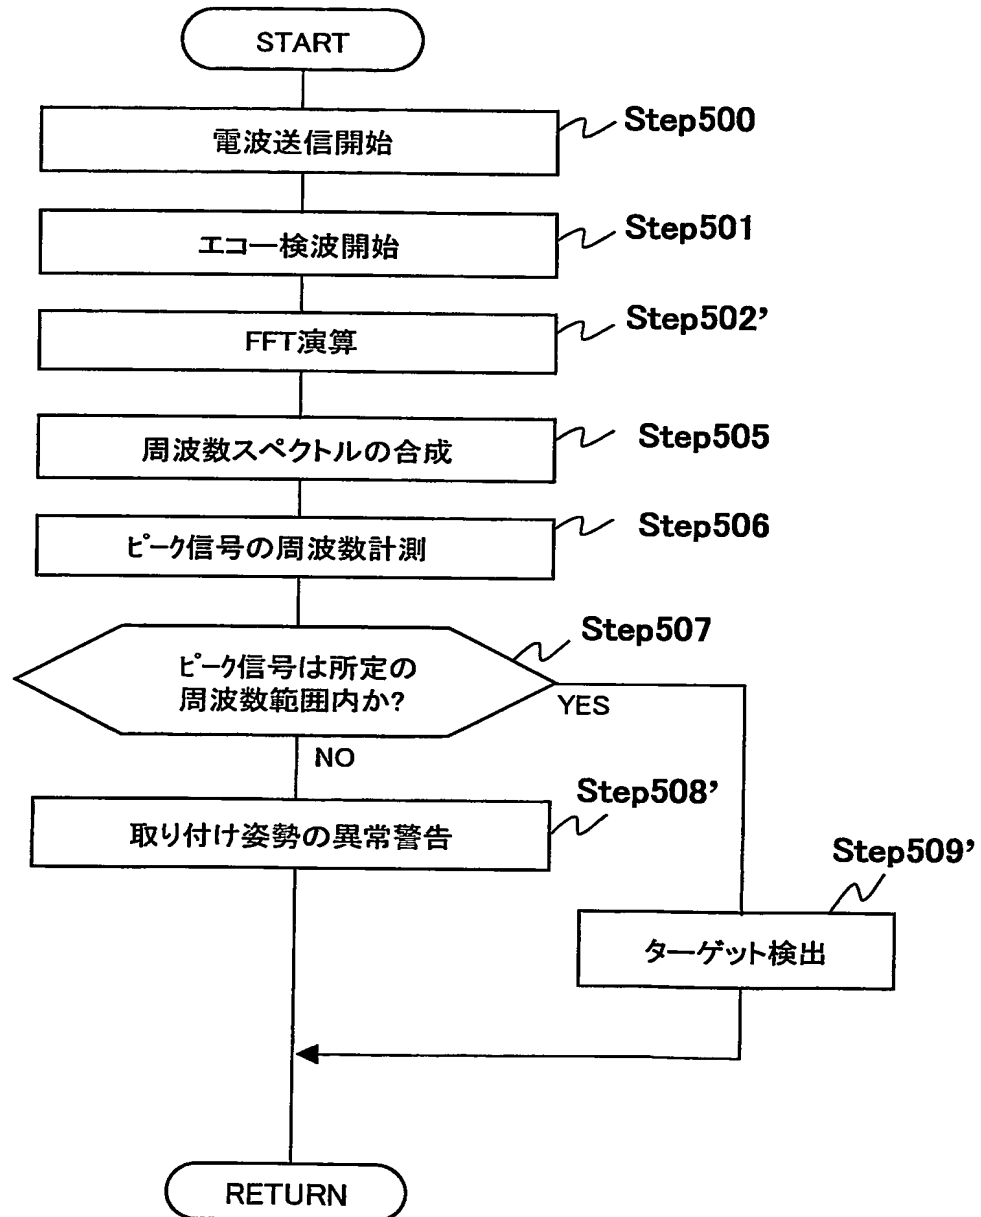 START
電波送信開始
Step500
エコー検波開始
Step501
FFT演算
Step502’
周波数スペクトルの合成
Step505
ﾋﾟｰｸ信号の周波数計測
Step506
ﾋﾟｰｸ信号は所定の
周波数範囲内か?
Step507
YES
NO
取り付け姿勢の異常警告
Step508’
Step509’
ターゲット検出
RETURN